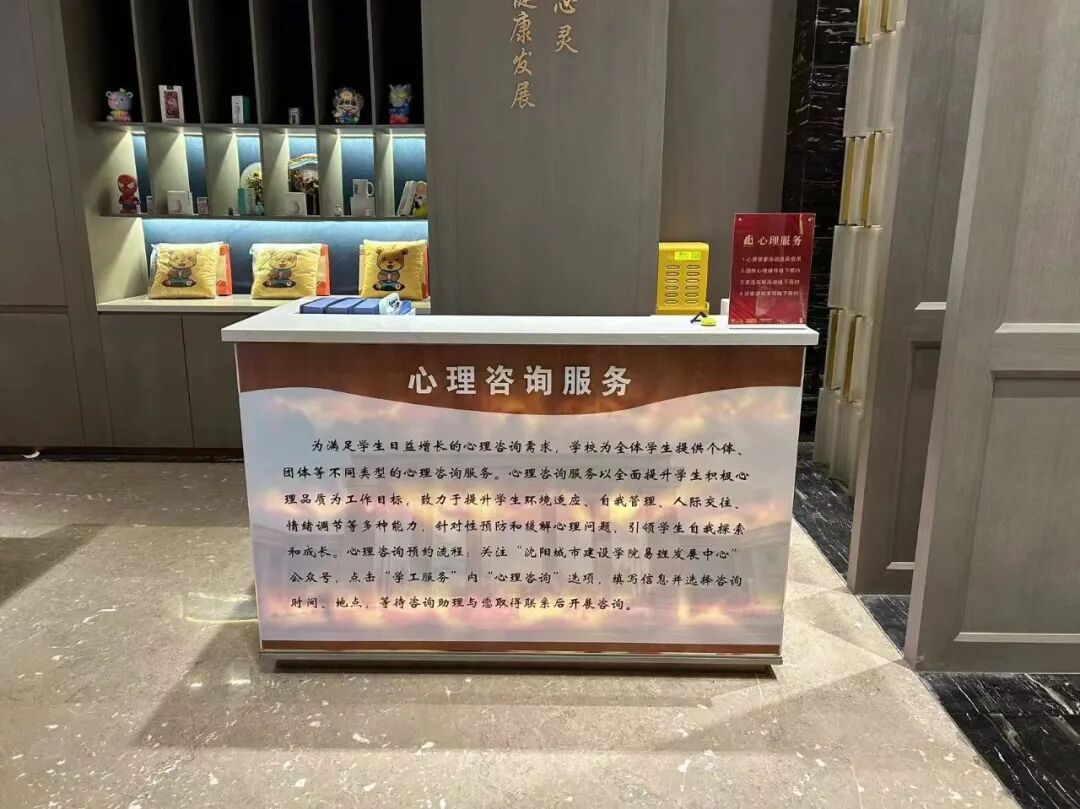 心灵
健康发展
心理服务
心理咨询服务
为满足学生日益增长的心理咨询需求，学校为全体学生提供个体、
团体等不同类型的心理咨询服务。心理咨询服务以全面提升学生积极心
理品质为工作目标，致力于提升学生环境适应、自我管理、人际交往、
情绪调节等多种能力，针对性预防和缓解心理问题，引领学生自我探索
和成长。心理咨询预约流程：关注“沈阳城市建设学院易班发展中心”
公众号，点击“学工服务”内“心理咨询”选项，填写信息并选择咨询
时间、地点，等待咨询助理与您取得联系后开展咨询。